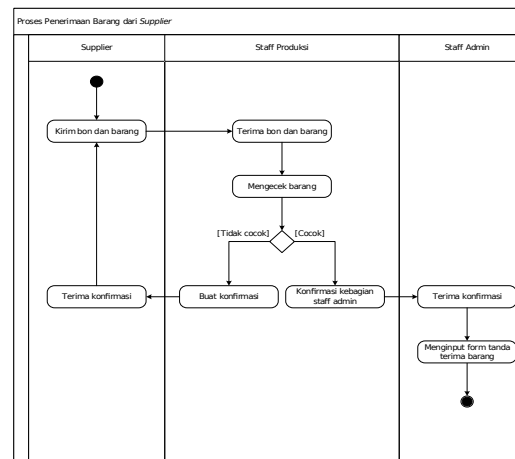 Proses Penerimaan Barang dari Supplier
Supplier
Staff Produksi
Staff Admin
Kirim bon dan barang
Terima bon dan barang
Mengecek barang
[Tidak cocok]
[Cocok]
Terima konfirmasi
Buat konfirmasi
Konfirmasi kebagian
staff admin
Terima konfirmasi
Menginput form tanda
terima barang